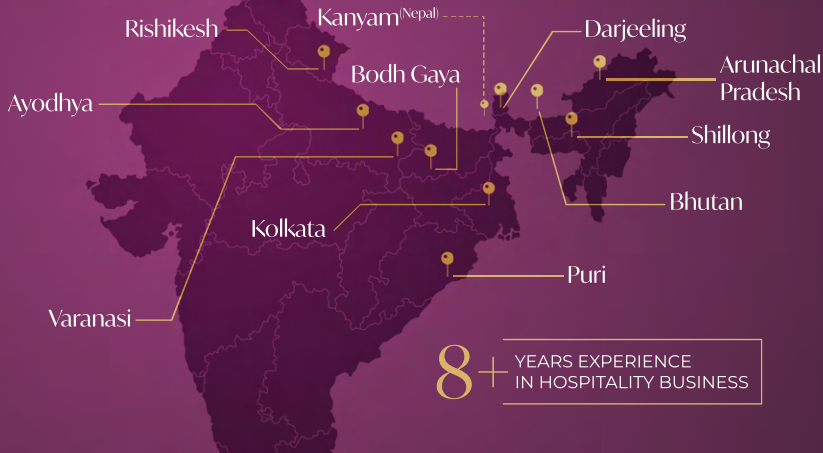 Kanyam(Nepal)
Rishikesh
Darjeeling
Bodh Gaya
Arunachal
Pradesh
Ayodhya
Shillong
Bhutan
Kolkata
Puri
Varanasi
8+
YEARS EXPERIENCE
IN HOSPITALITY BUSINESS